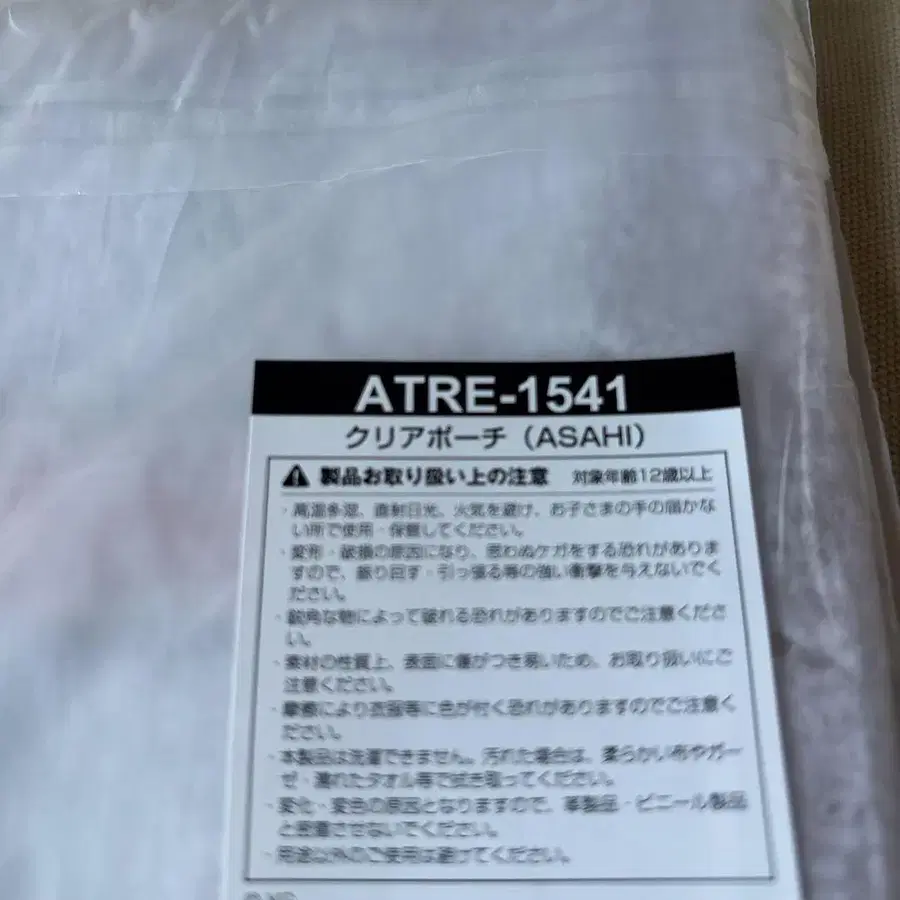 ATRE-1541
クリアポーチ（ASAHI）
製品お取り扱い上の注意 対象年齢12歳以上
・高温多湿、直射日光、火気を避け、お子さまの手の届かな
い所で使用・保管してください。
・変形・破損の原因になり、思わぬケガをする恐れがありま
すので、振り回す・引っ張る等の強い衝撃を与えないでく
ださい。
・鋭角な物によって破れる恐れがありますのでご注意くださ
い。
・素材の性質上、表面に傷がつき易いため、お取り扱いにご
注意ください。
・摩擦により衣服等に色が付く恐れがありますのでご注意く
ださい。
・本製品は洗濯できません。汚れた場合は、柔らかい布やガー
ゼ・濡れたタオル等で拭き取ってください。
・変化・変色の原因となりますので、革製品・ビニール製品
と密着させないでください。
・用途以外のご使用は避けてください。